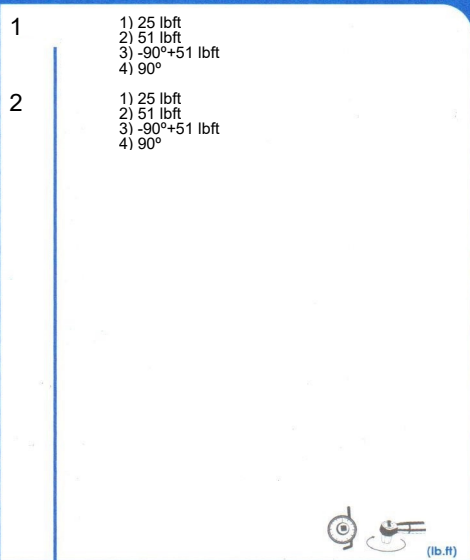 1
1) 25 lbft
2) 51 lbft
3) -90º+51 lbft
4) 90º
2
1) 25 lbft
2) 51 lbft
3) -90º+51 lbft
4) 90º
(lb.ft)